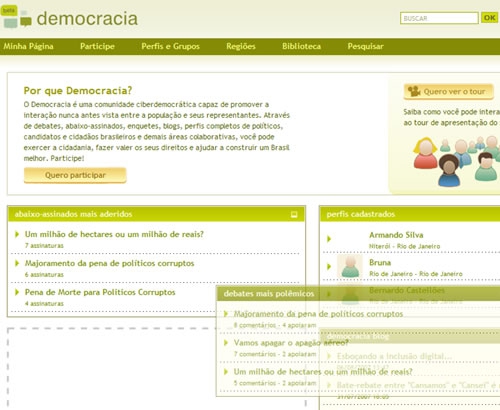 beta
democracia
BUSCAR
OK
Minha Página
Participe
Perfis e Grupos
Regiões
Biblioteca
Pesquisar
Por que Democracia?
O Democracia é uma comunidade ciberdemocrática capaz de promover a
interação nunca antes vista entre a população e seus representantes. Através
de debates, abaixo-assinados, enquetes, blogs, perfis completos de políticos,
candidatos e cidadãos brasileiros e demais áreas colaborativas, você pode
exercer a cidadania, fazer valer os seus direitos e ajudar a construir um Brasil
melhor. Participe!
Quero participar
Quero ver o tour
Saiba como você pode intera
ao tour de apresentação do
abaixo-assinados mais aderidos
Um milhão de hectares ou um milhão de reais?
7 assinaturas
Majoramento da pena de políticos corruptos
6 assinaturas
Pena de Morte para Políticos Corruptos
4 assinaturas
perfis cadastrados
Armando Silva
Niterói - Rio de Janeiro
Bruna
Rio de Janeiro - Rio de Janeiro
Bernardo Castelliões
debates mais polêmicos
Majoramento da pena de políticos corruptos
8 comentários - 4 apoiaram
Vamos apagar o apagão aéreo?
7 comentários - 2 apoiaram
Um milhão de hectares ou um milhão de reais?
5 comentários - 2 apoiaram
democracia blog
Esboçando a inclusão digital...
Bate-rebate entre "Camamos" e "Cansei", e
31/07/2007 16:05